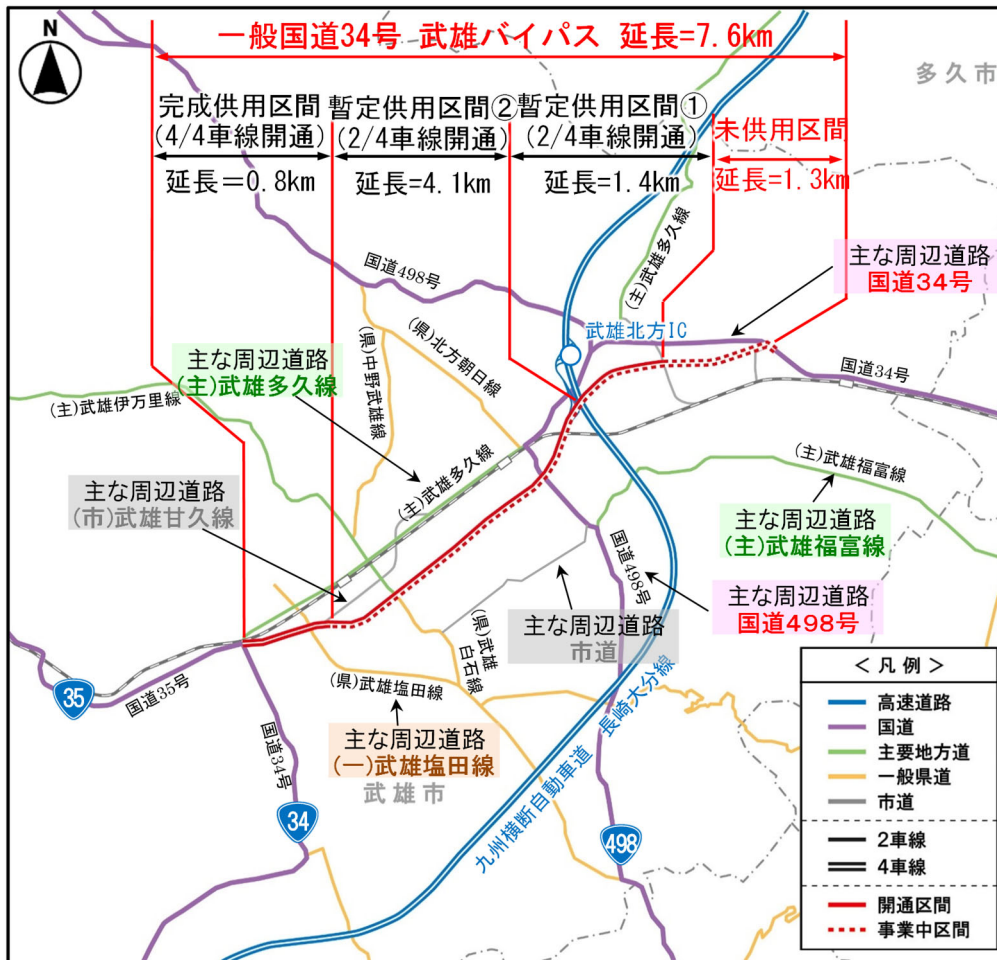 N
一般国道34号 武雄バイパス 延長=7.6km
多久市
完成供用区間
(4/4車線開通)
延長=0.8km
暫定供用区間②
(2/4車線開通)
延長=4.1km
暫定供用区間①
(2/4車線開通)
延長=1.4km
未供用区間
延長=1.3km
国道498号
(主)武雄多久線
主な周辺道路
国道34号
武雄北方IC
国道34号
(県)北方朝日線
(県)中野武雄線
主な周辺道路
(主)武雄多久線
(主)武雄伊万里線
(主)武雄多久線
(主)武雄福富線
主な周辺道路
(市)武雄甘久線
主な周辺道路
(主)武雄福富線
国道498号
主な周辺道路
国道498号
主な周辺道路
市道
(県)武雄
白石線
(県)武雄塩田線
主な周辺道路
(一)武雄塩田線
武雄市
35
国道35号
国道34号
34
九州横断自動車道 長崎大分線
498
<凡例>
高速道路
国道
主要地方道
一般県道
市道
2車線
4車線
開通区間
事業中区間